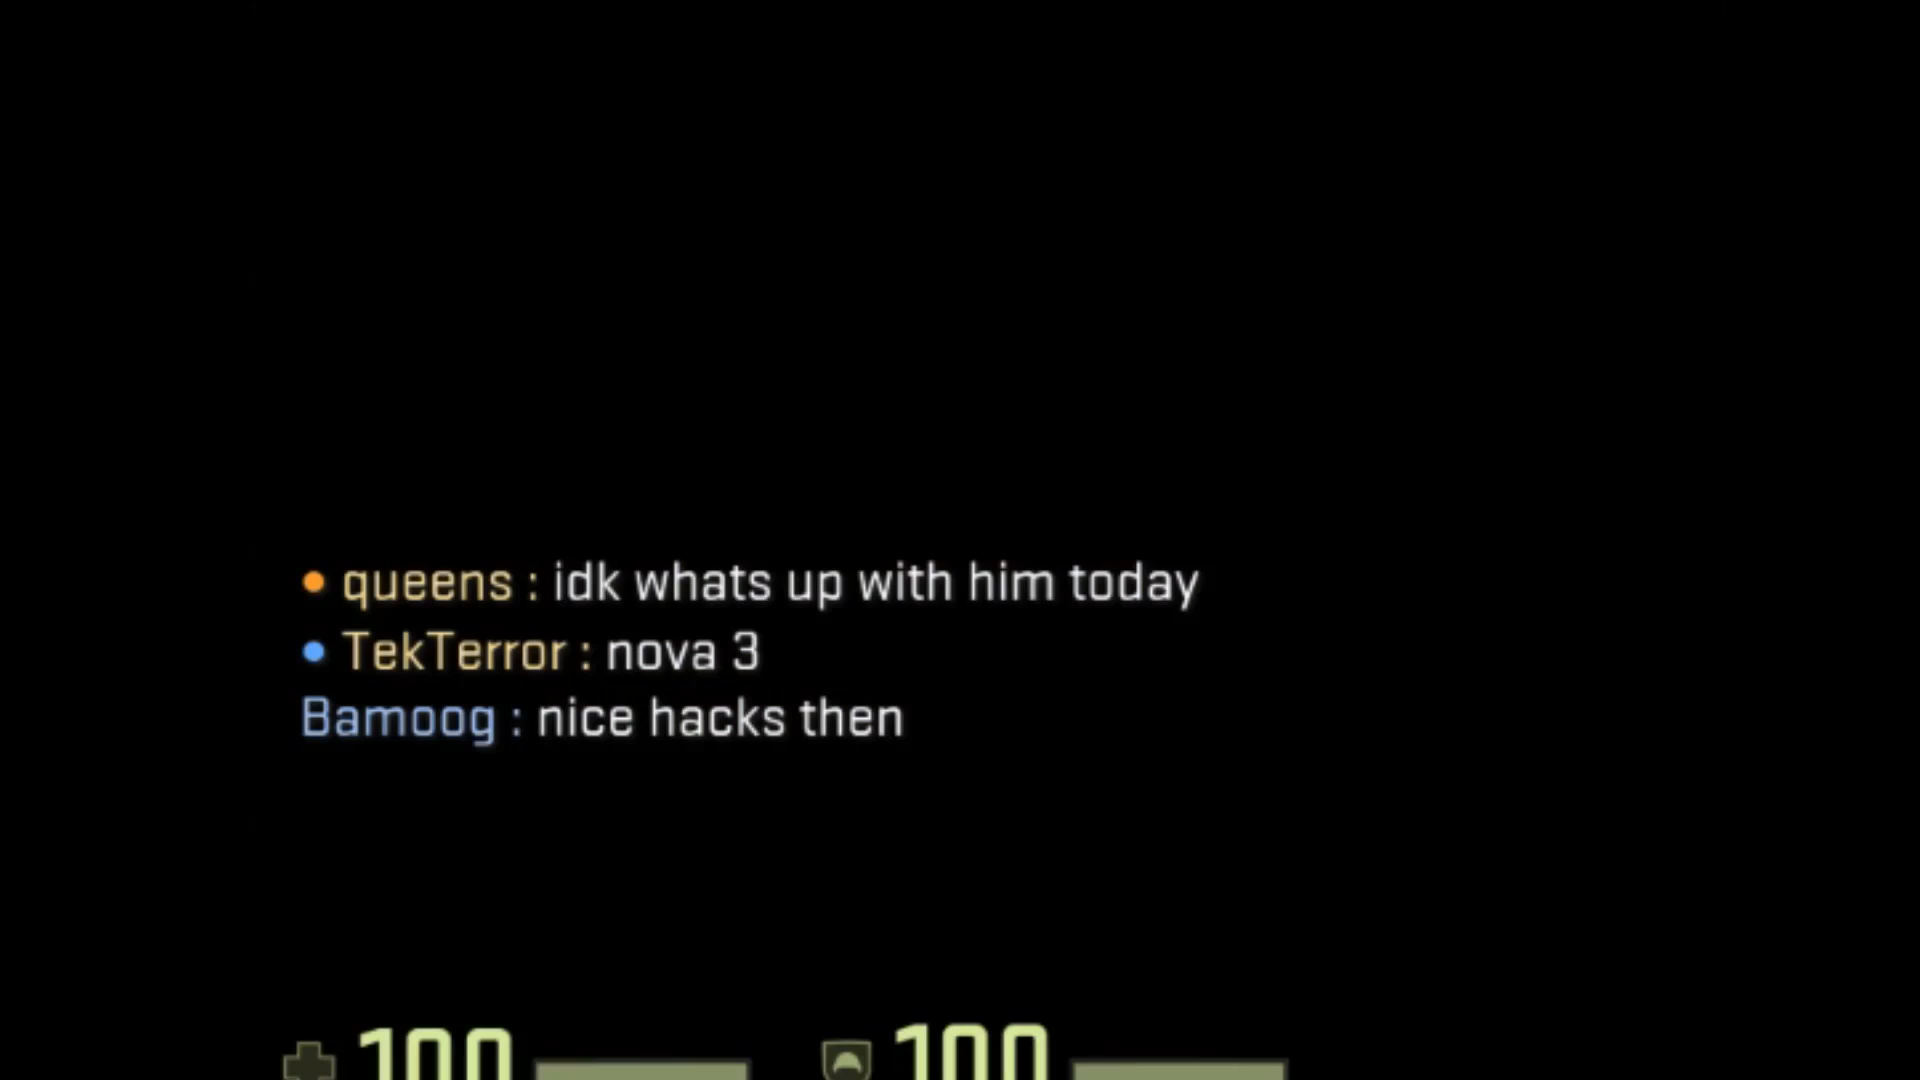 queens : idk whats up with him today
TekTerror : nova 3
Bamoog : nice hacks then
100 100